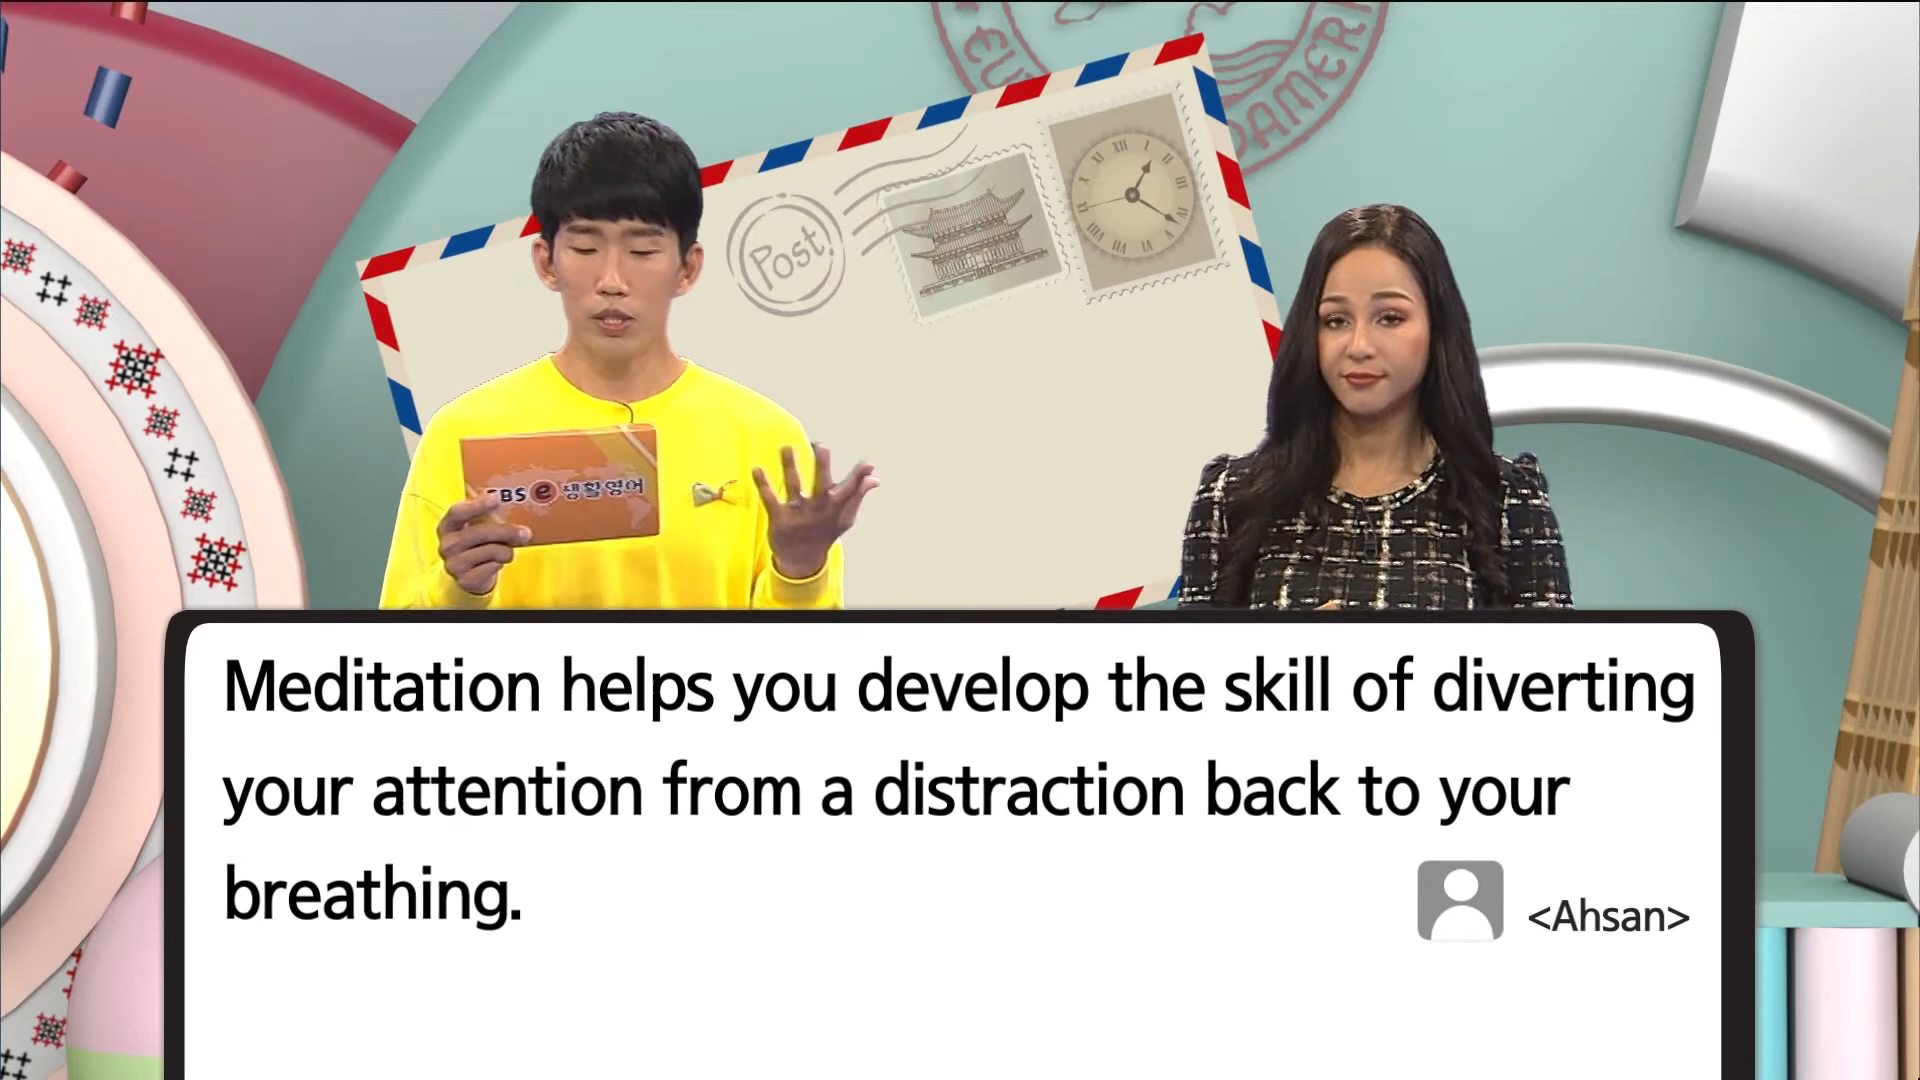 Post!
EBS e 생활영어
Meditation helps you develop the skill of diverting
your attention from a distraction back to your
breathing.
<Ahsan>